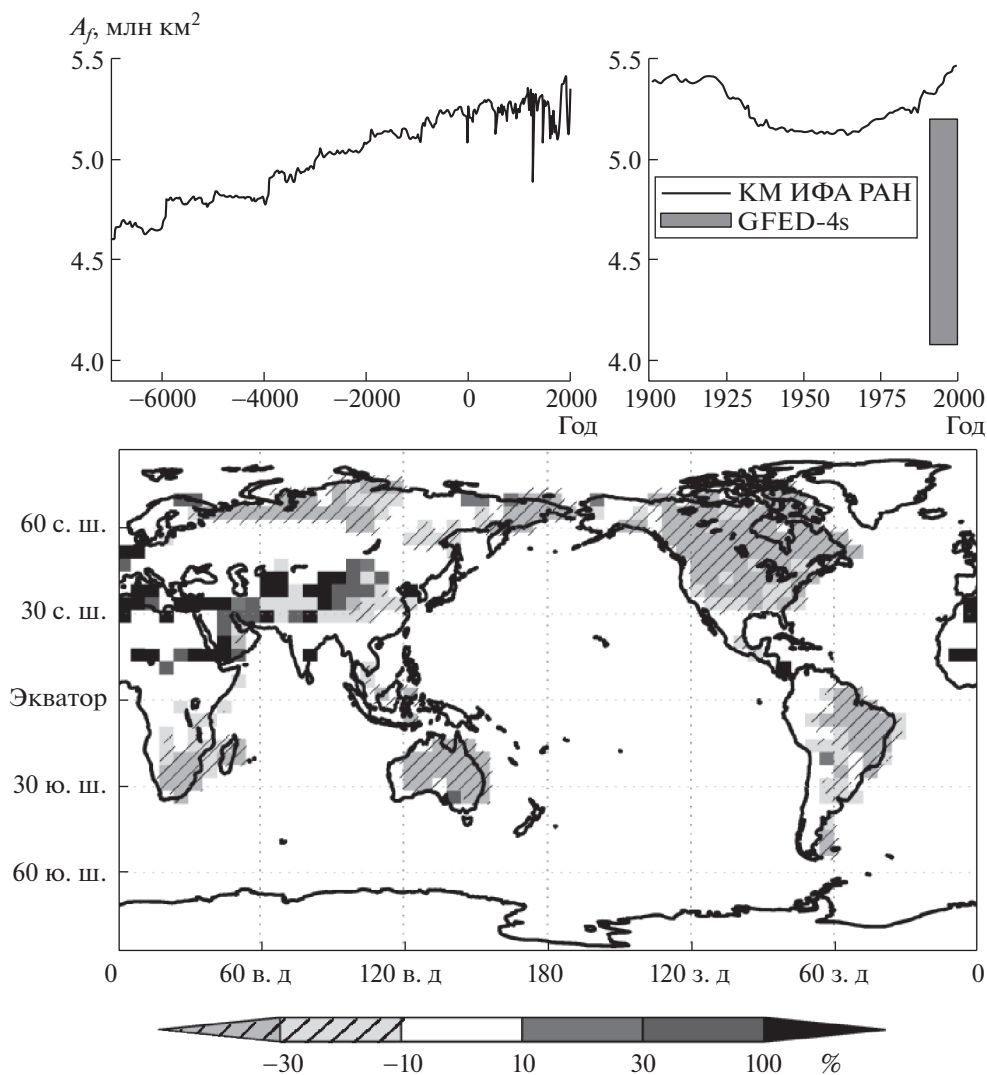 A_f, млн км²
5.5
5.0
4.5
4.0
−6000 −4000 −2000 0 2000
Год
5.5
5.0
4.5
4.0
КМ ИФА РАН
GFED-4s
1900 1925 1950 1975 2000
Год
60 с. ш.
30 с. ш.
Экватор
30 ю. ш.
60 ю. ш.
0 60 в. д 120 в. д 180 120 з. д 60 з. д 0
−30 −10 10 30 100 %